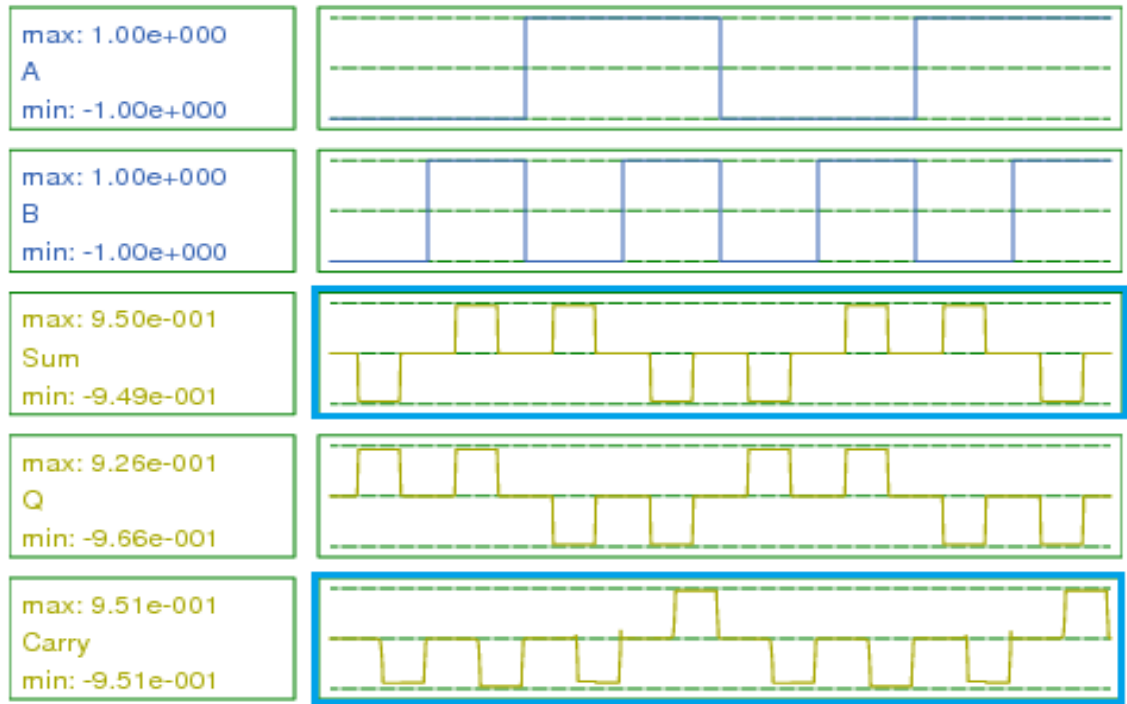 max: 1.00e+000
A
min: -1.00e+000
max: 1.00e+000
B
min: -1.00e+000
max: 9.50e-001
Sum
min: -9.49e-001
max: 9.26e-001
Q
min: -9.66e-001
max: 9.51e-001
Carry
min: -9.51e-001